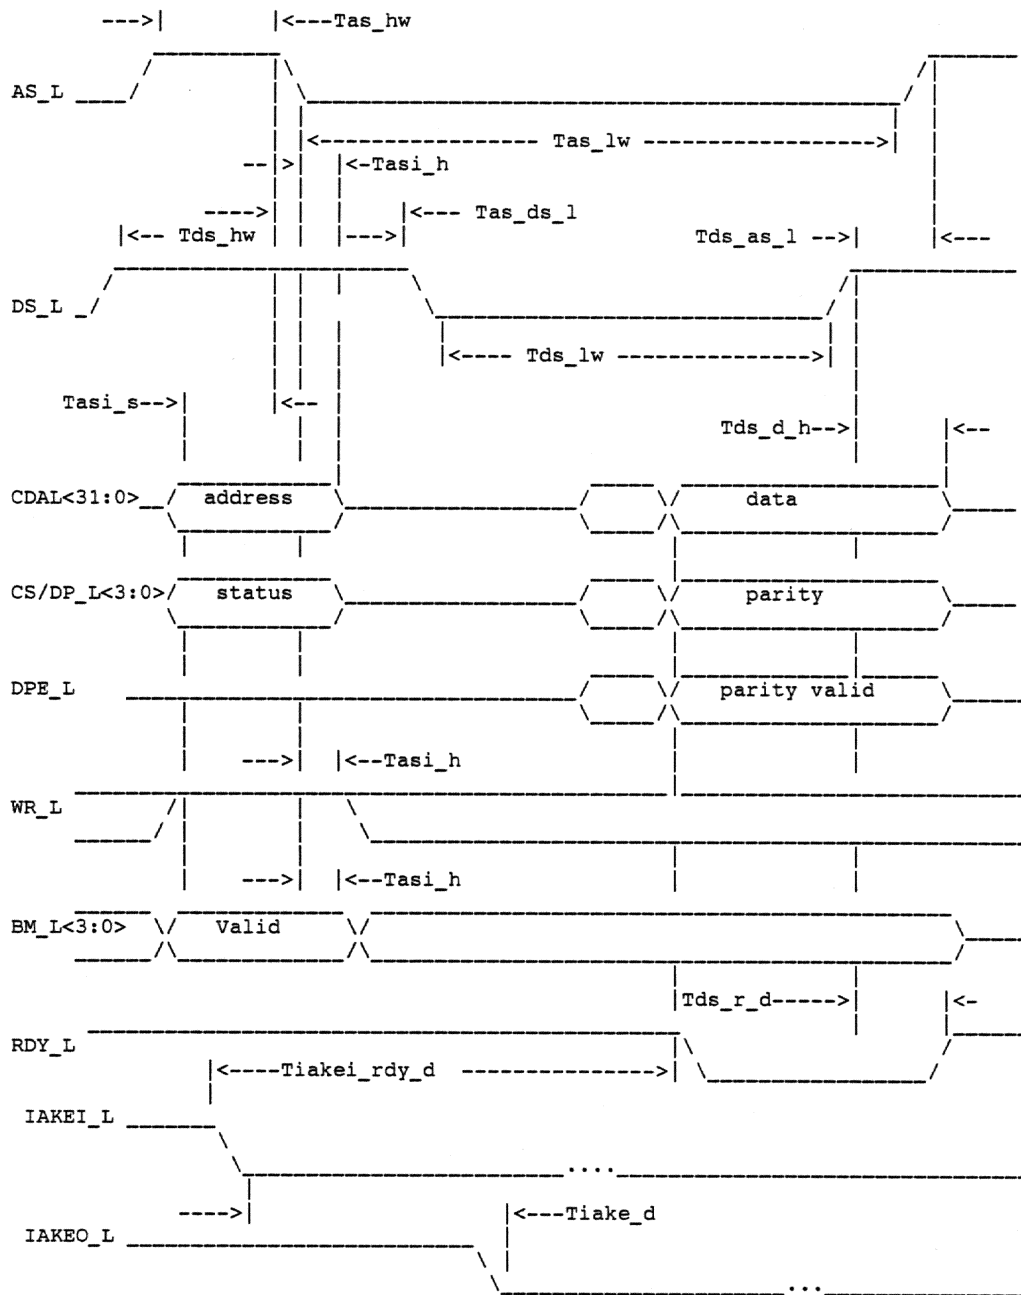 Tas_hw
AS_L
Tas_lw
Tasi_h
Tas_ds_l
Tds_hw
Tds_as_l
DS_L
Tds_lw
Tasi_s
Tds_d_h
CDAL<31:0>
address
data
CS/DP_L<3:0>
status
parity
DPE_L
parity valid
Tasi_h
WR_L
Tasi_h
BM_L<3:0>
Valid
Tds_r_d
RDY_L
Tiakei_rdy_d
IAKEI_L
Tiake_d
IAKEO_L